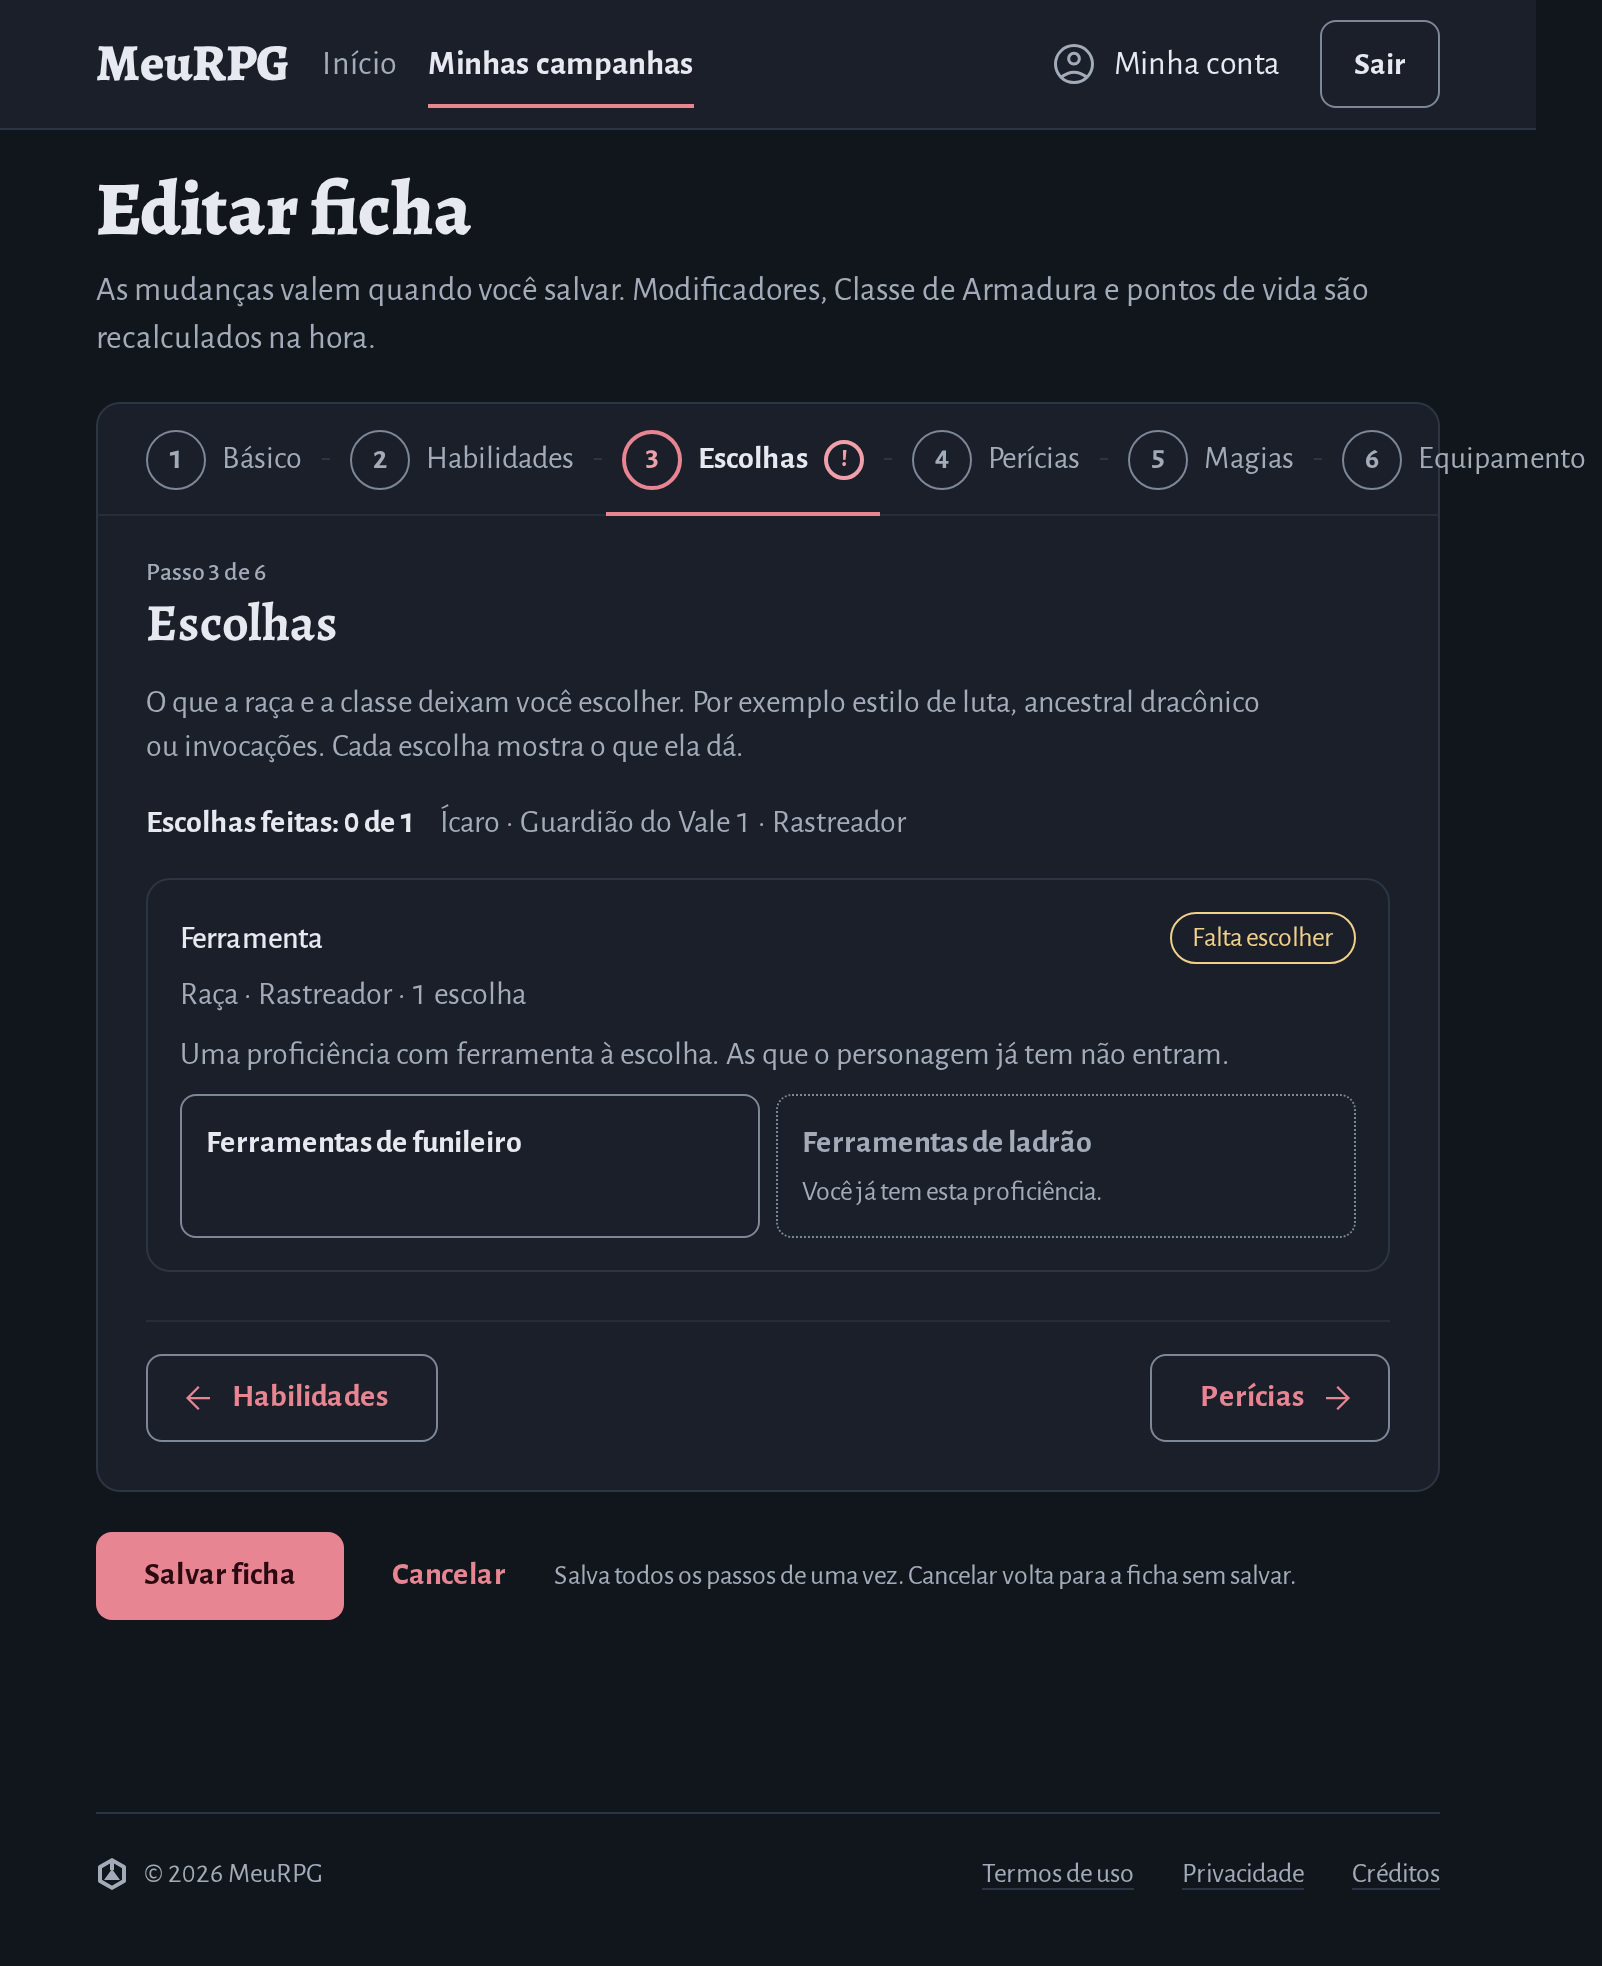 MeuRPG Início Minhas campanhas Minha conta Sair
Editar ficha
As mudanças valem quando você salvar. Modificadores, Classe de Armadura e pontos de vida são
recalculados na hora.
1 Básico - 2 Habilidades - 3 Escolhas ! - 4 Perícias - 5 Magias - 6 Equipamento
Passo 3 de 6
Escolhas
O que a raça e a classe deixam você escolher. Por exemplo estilo de luta, ancestral dracônico
ou invocações. Cada escolha mostra o que ela dá.
Escolhas feitas: 0 de 1 Ícaro · Guardião do Vale 1 · Rastreador
Ferramenta Falta escolher
Raça · Rastreador · 1 escolha
Uma proficiência com ferramenta à escolha. As que o personagem já tem não entram.
Ferramentas de funileiro Ferramentas de ladrão
Você já tem esta proficiência.
← Habilidades Perícias →
Salvar ficha Cancelar Salva todos os passos de uma vez. Cancelar volta para a ficha sem salvar.
© 2026 MeuRPG Termos de uso Privacidade Créditos